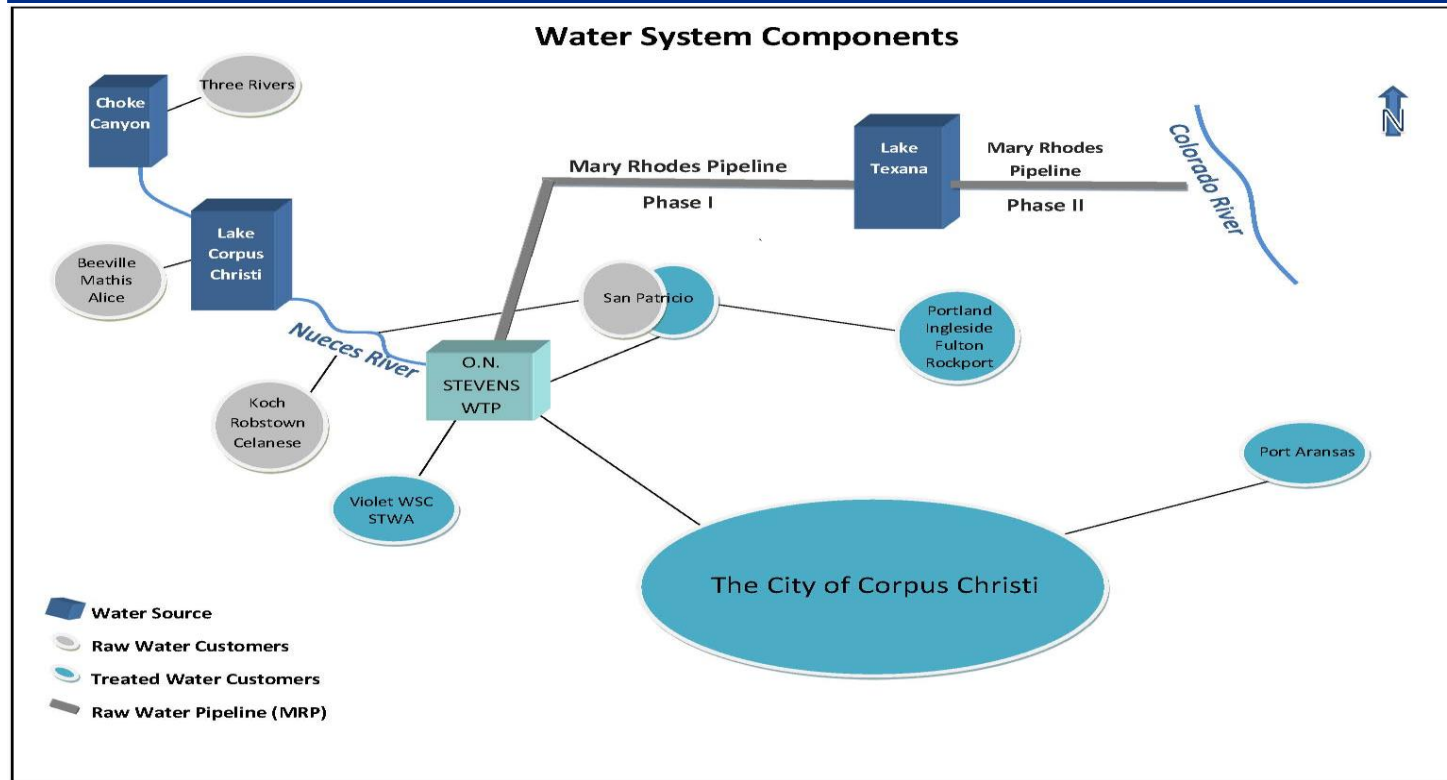 Water System Components
Three Rivers
Choke
Canyon
N
Lake
Texana
Mary Rhodes
Pipeline
Phase II
Colorado River
Mary Rhodes Pipeline
Phase I
Lake
Corpus
Christi
Beeville
Mathis
Alice
San Patricio
Portland
Ingleside
Fulton
Rockport
Nueces River
O.N.
STEVENS
WTP
Koch
Robstown
Celanese
Port Aransas
Violet WSC
STWA
The City of Corpus Christi
Water Source
Raw Water Customers
Treated Water Customers
Raw Water Pipeline (MRP)